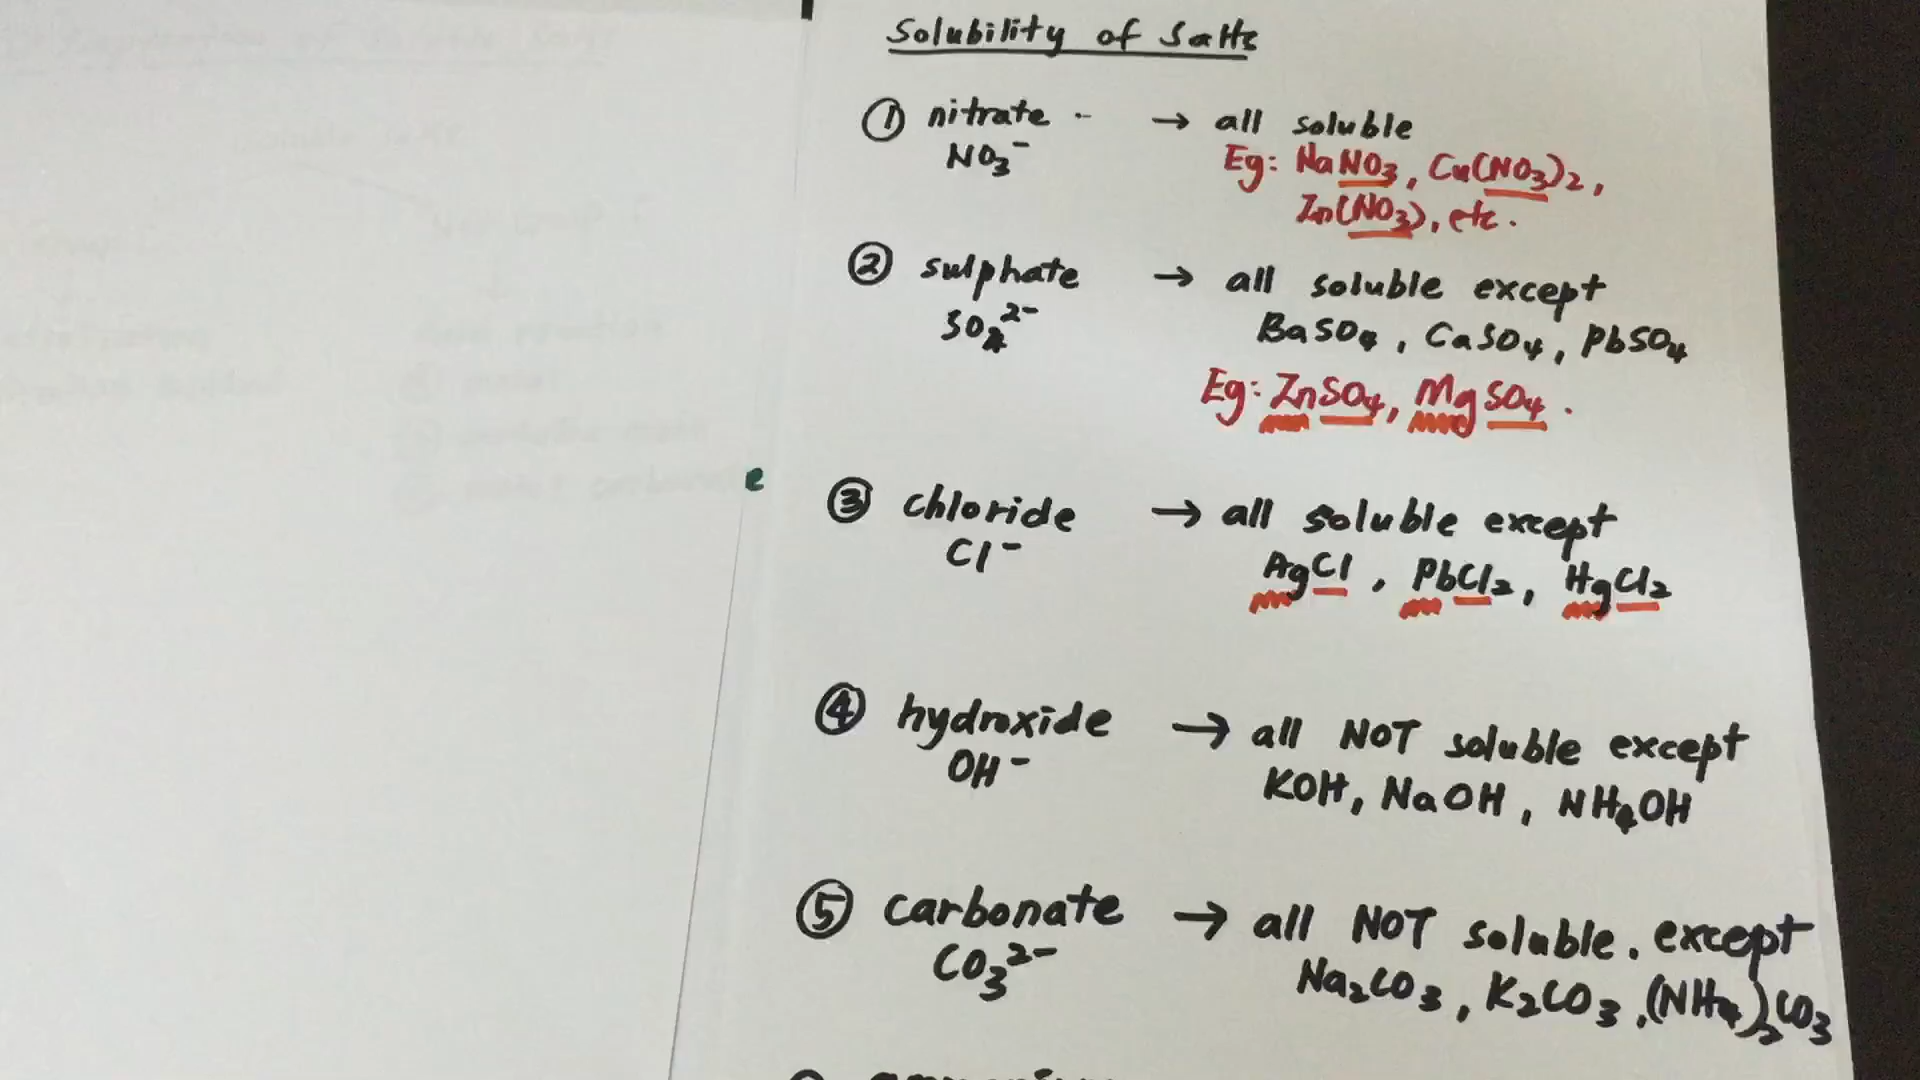 Solubility of Salts
① nitrate → all soluble
NO₃⁻
Eg: NaNO₃, Cu(NO₃)₂,
Zn(NO₃), etc.
② sulphate → all soluble except
SO₄²⁻
BaSO₄, CaSO₄, PbSO₄
Eg: ZnSO₄, MgSO₄.
e
③ chloride → all soluble except
Cl⁻
AgCl, PbCl₂, HgCl₂
④ hydroxide → all NOT soluble except
OH⁻
KOH, NaOH, NH₄OH
⑤ carbonate → all NOT soluble. except
CO₃²⁻
Na₂CO₃, K₂CO₃, (NH₄)₂CO₃